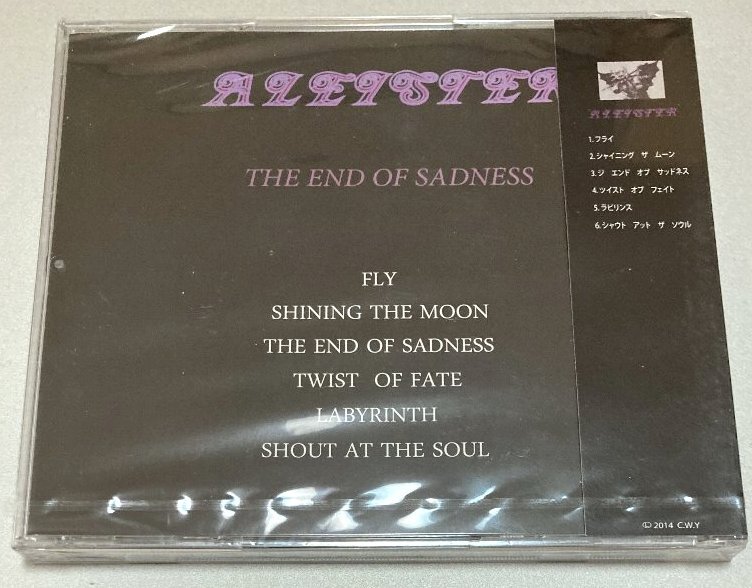 ALEISTER
THE END OF SADNESS
FLY
SHINING THE MOON
THE END OF SADNESS
TWIST OF FATE
LABYRINTH
SHOUT AT THE SOUL
ALEISTER
1.フライ
2.シャイニング ザ ムーン
3.ジ エンド オブ サッドネス
4.ツイスト オブ フェイト
5.ラビリンス
6.シャウト アット ザ ソウル
© 2014 C.W.Y